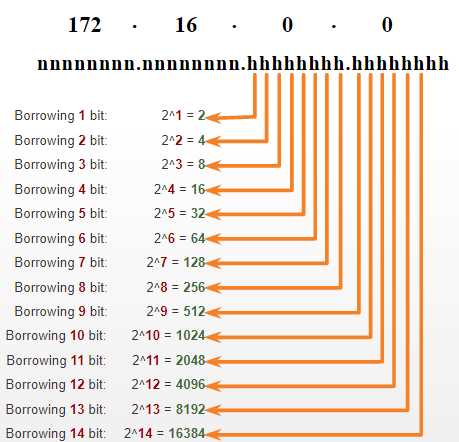 172 . 16 . 0 . 0
nnnnnnnn.nnnnnnnn.hhhhhhhh.hhhhhhhh
Borrowing 1 bit: 2^1 = 2
Borrowing 2 bit: 2^2 = 4
Borrowing 3 bit: 2^3 = 8
Borrowing 4 bit: 2^4 = 16
Borrowing 5 bit: 2^5 = 32
Borrowing 6 bit: 2^6 = 64
Borrowing 7 bit: 2^7 = 128
Borrowing 8 bit: 2^8 = 256
Borrowing 9 bit: 2^9 = 512
Borrowing 10 bit: 2^10 = 1024
Borrowing 11 bit: 2^11 = 2048
Borrowing 12 bit: 2^12 = 4096
Borrowing 13 bit: 2^13 = 8192
Borrowing 14 bit: 2^14 = 16384